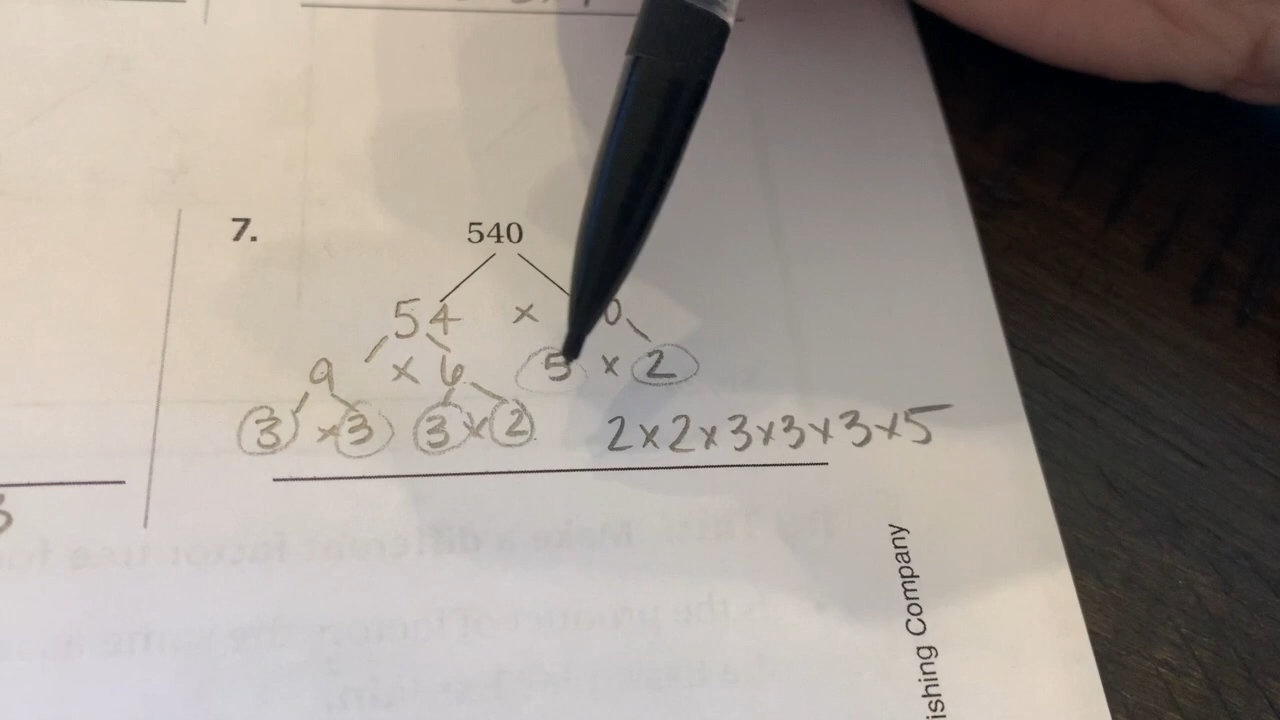 7.
540
54 × 0
9 × 6 5 × 2
3 × 3 3 × 2 2×2×3×3×3×5
ishing Company